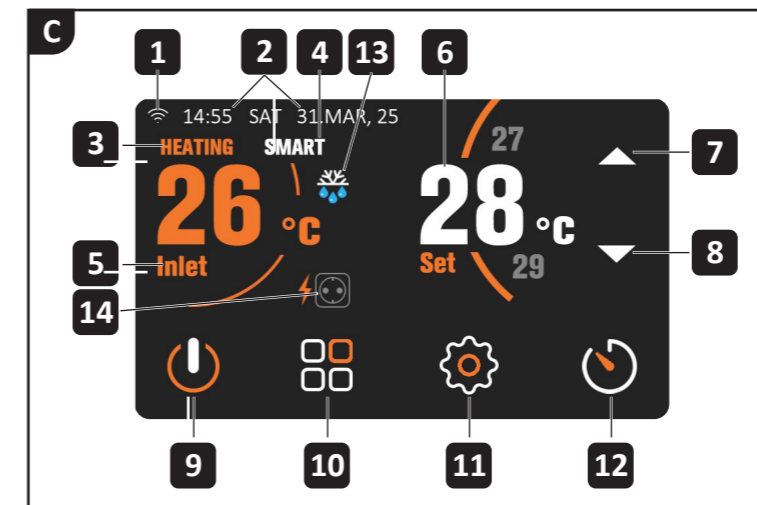 C
1 2 4 13 6
14:55 SAT 31.MAR, 25
3 HEATING SMART 27 7
26 °C 28 °C
5 Inlet Set 29 8
14
9 10 11 12